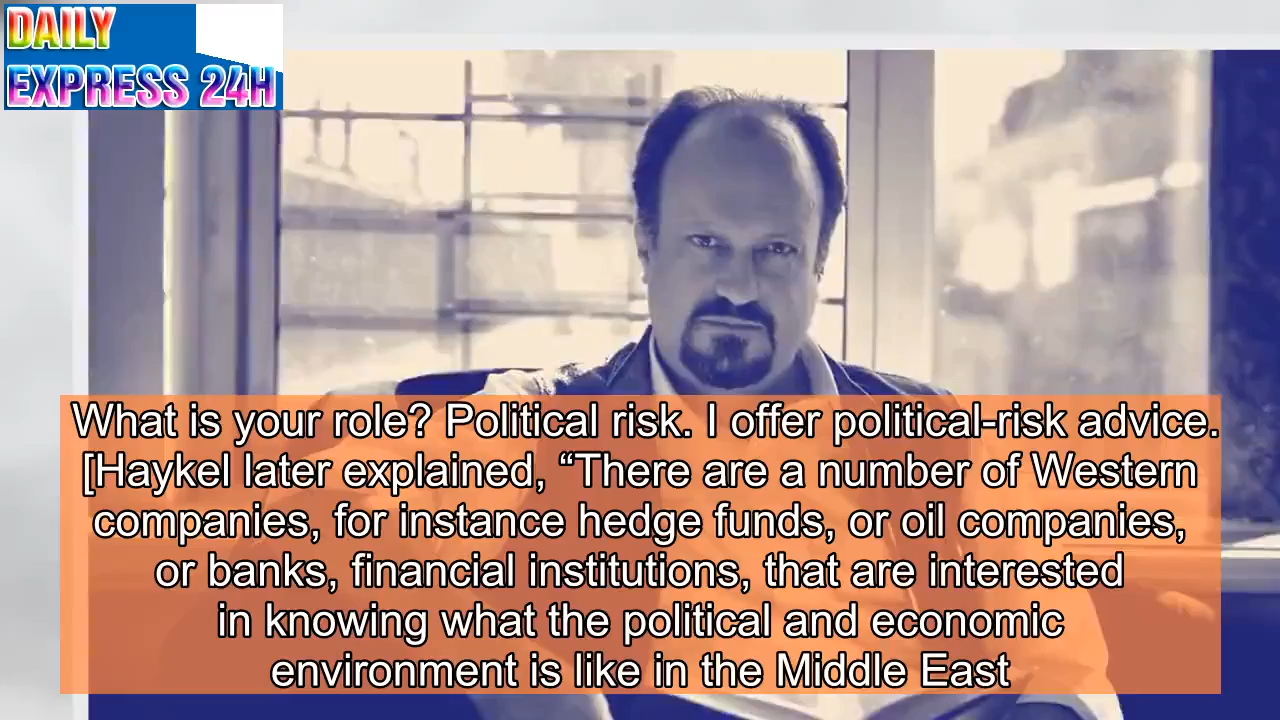 DAILY
EXPRESS 24H
What is your role? Political risk. I offer political-risk advice.
[Haykel later explained, “There are a number of Western
companies, for instance hedge funds, or oil companies,
or banks, financial institutions, that are interested
in knowing what the political and economic
environment is like in the Middle East